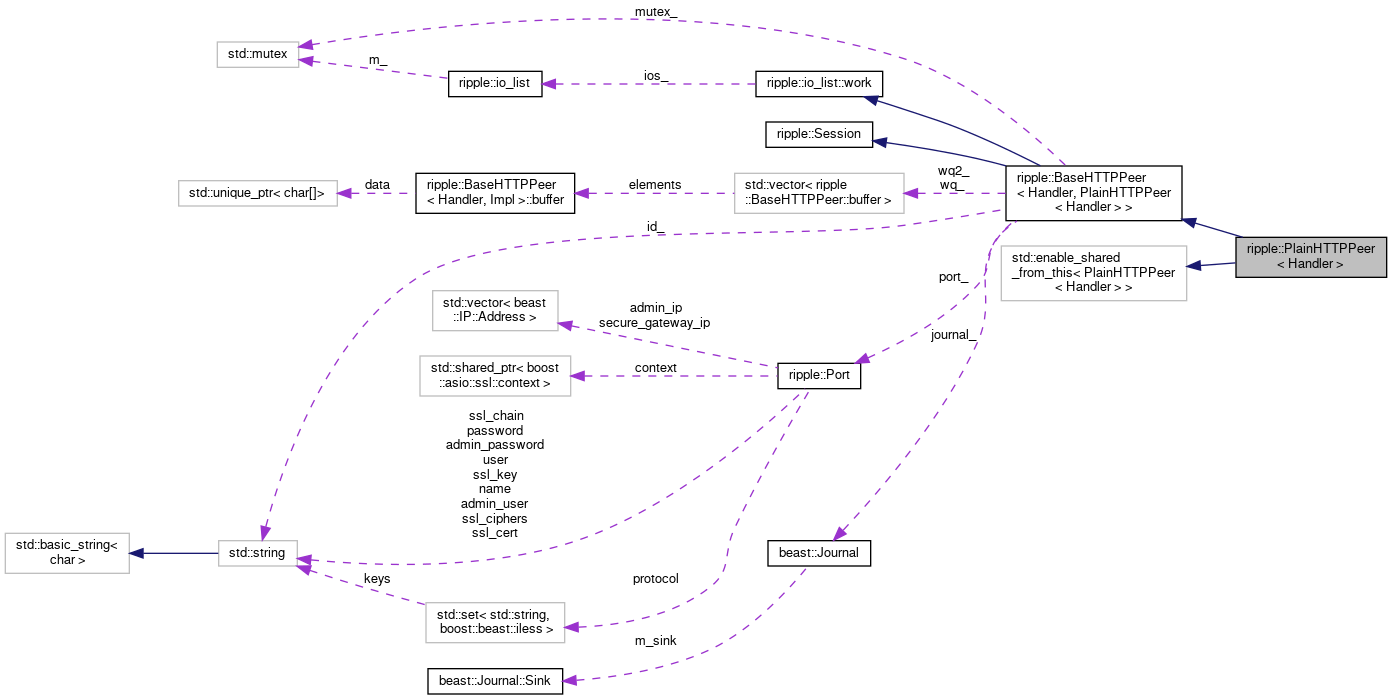 mutex_
std::mutex
m_
ripple::io_list
ios_
ripple::io_list::work
ripple::Session
std::unique_ptr< char[]>
data
ripple::BaseHTTPPeer
< Handler, Impl >::buffer
elements
std::vector< ripple
::BaseHTTPPeer::buffer >
wq2_
wq_
ripple::BaseHTTPPeer
< Handler, PlainHTTPPeer
< Handler > >
id_
ripple::PlainHTTPPeer
< Handler >
std::enable_shared
_from_this< PlainHTTPPeer
< Handler > >
port_
std::vector< beast
::IP::Address >
admin_ip
secure_gateway_ip
journal_
std::shared_ptr< boost
::asio::ssl::context >
context
ripple::Port
ssl_chain
password
admin_password
user
ssl_key
name
admin_user
ssl_ciphers
ssl_cert
std::basic_string<
char >
std::string
beast::Journal
keys
protocol
std::set< std::string,
boost::beast::iless >
m_sink
beast::Journal::Sink